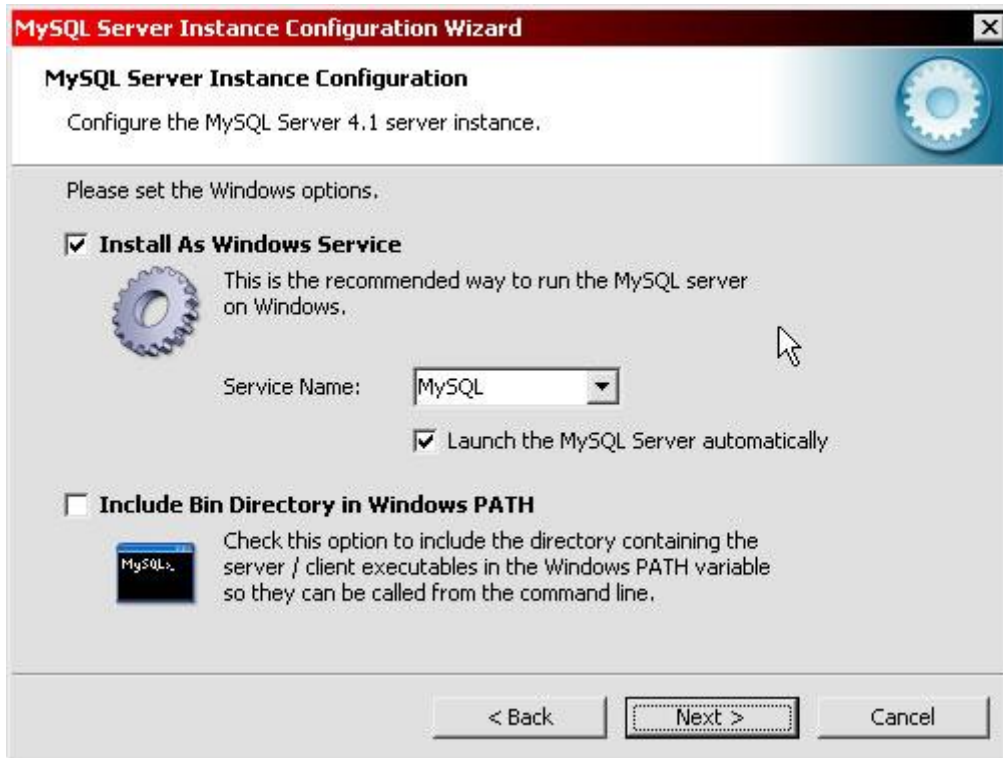 MySQL Server Instance Configuration Wizard
MySQL Server Instance Configuration
Configure the MySQL Server 4.1 server instance.
Please set the Windows options.
Install As Windows Service
This is the recommended way to run the MySQL server
on Windows.
Service Name: MySQL
Launch the MySQL Server automatically
Include Bin Directory in Windows PATH
MySQL>_
Check this option to include the directory containing the
server / client executables in the Windows PATH variable
so they can be called from the command line.
< Back Next > Cancel